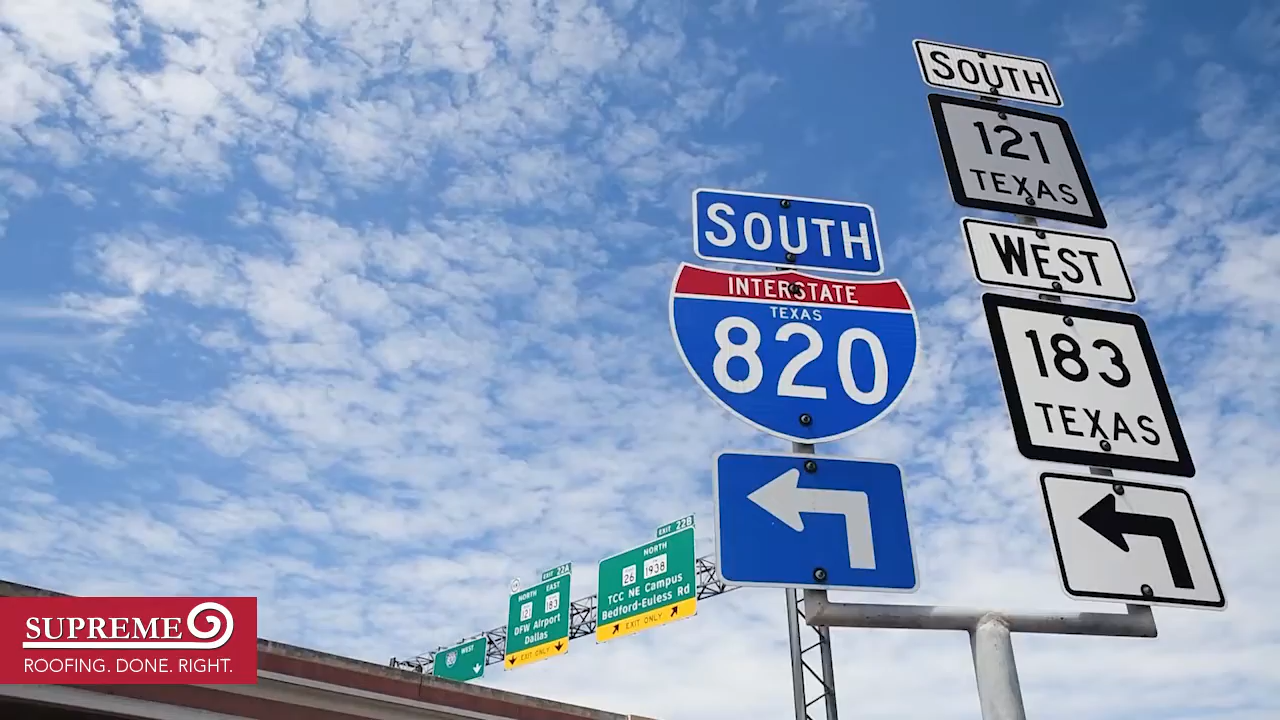 SOUTH
121
TEXAS
WEST
183
TEXAS
SOUTH
INTERSTATE
TEXAS
820
EXIT 22B
NORTH
26 1938
TCC NE Campus
Bedford-Euless Rd
EXIT ONLY
EXIT 22A
NORTH EAST
121 183
DFW Airport
Dallas
EXIT ONLY
WEST
SUPREME
ROOFING. DONE. RIGHT.